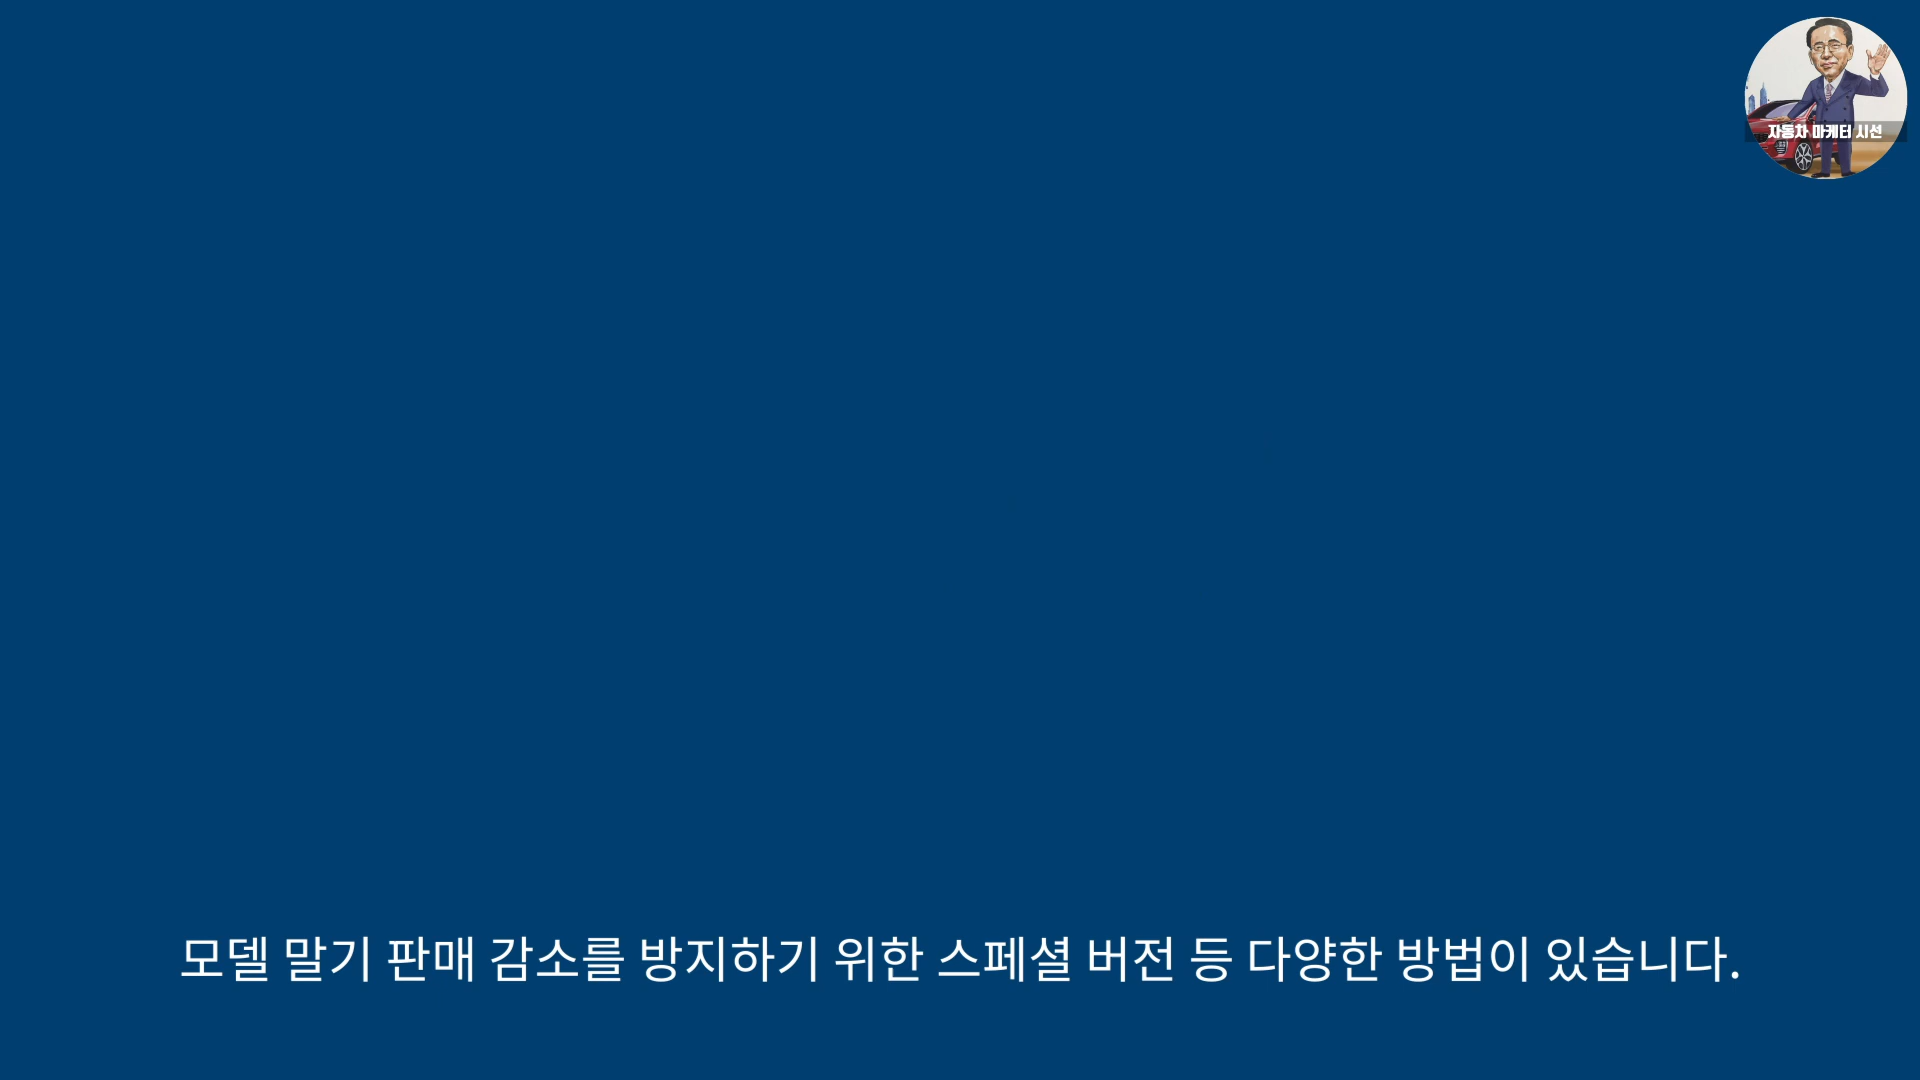 자동차 마케터 시선
모델 말기 판매 감소를 방지하기 위한 스페셜 버전 등 다양한 방법이 있습니다.